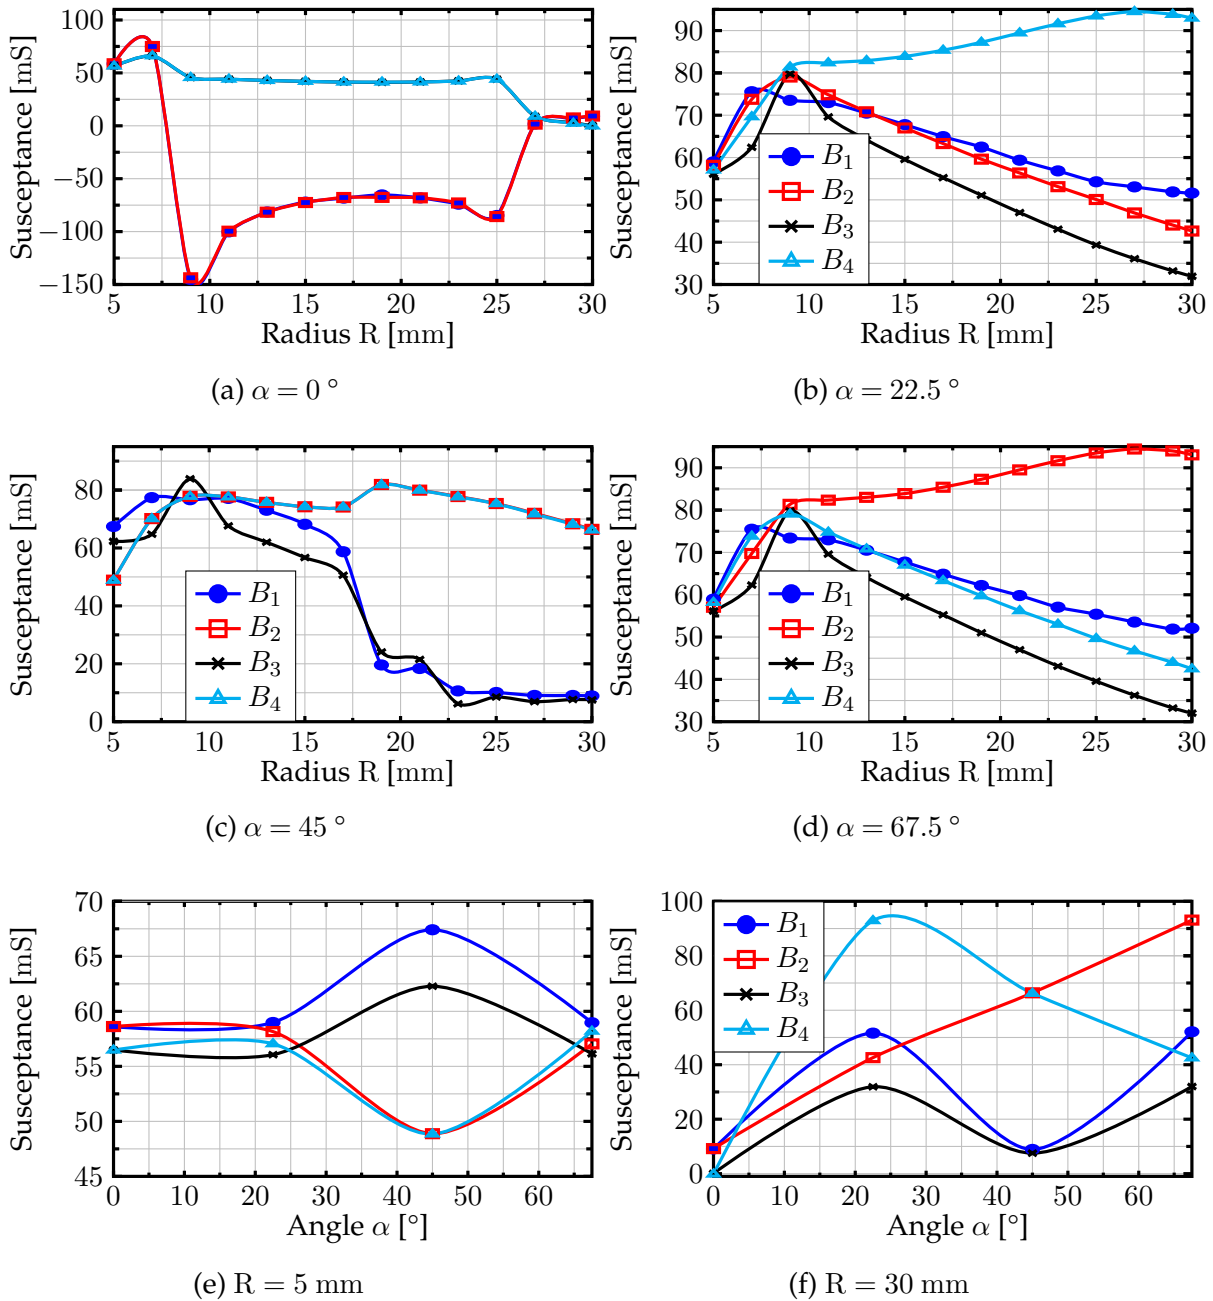 Susceptance [mS]
100
50
0
−50
−100
−150
5 10 15 20 25 30
Radius R [mm]
(a) α = 0 °
Susceptance [mS]
90
80
70
60
50
40
30
B1
B2
B3
B4
5 10 15 20 25 30
Radius R [mm]
(b) α = 22.5 °
Susceptance [mS]
80
60
40
20
0
B1
B2
B3
B4
5 10 15 20 25 30
Radius R [mm]
(c) α = 45 °
Susceptance [mS]
90
80
70
60
50
40
30
B1
B2
B3
B4
5 10 15 20 25 30
Radius R [mm]
(d) α = 67.5 °
Susceptance [mS]
70
65
60
55
50
45
0 10 20 30 40 50 60
Angle α [°]
(e) R = 5 mm
Susceptance [mS]
100
80
60
40
20
0
B1
B2
B3
B4
0 10 20 30 40 50 60
Angle α [°]
(f) R = 30 mm